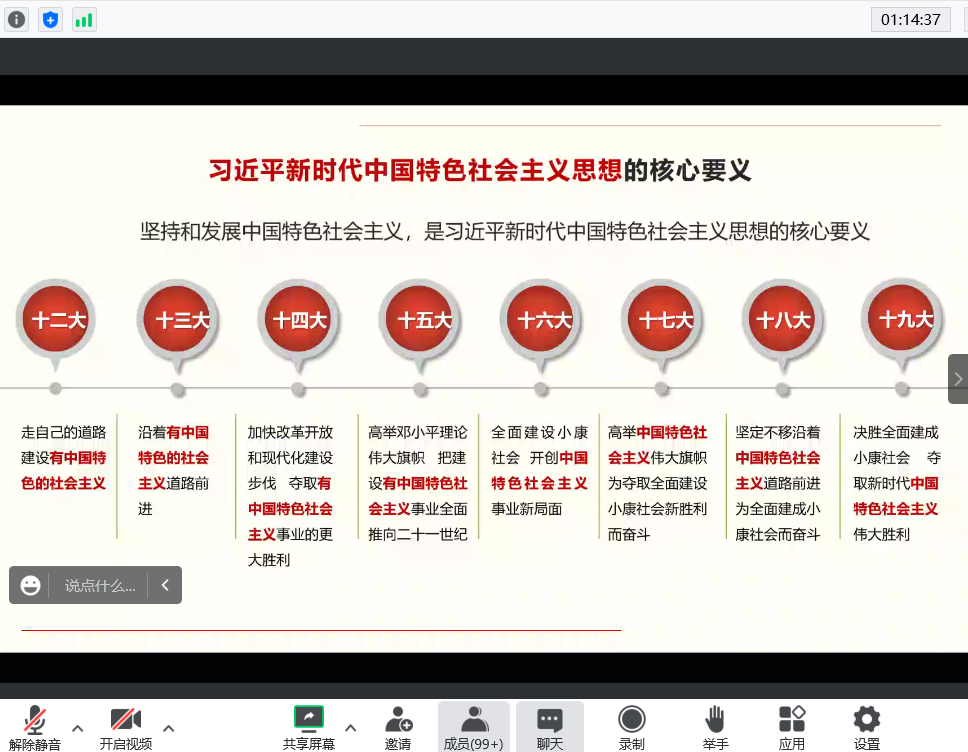 01:14:37
习近平新时代中国特色社会主义思想的核心要义
坚持和发展中国特色社会主义，是习近平新时代中国特色社会主义思想的核心要义
十二大
十三大
十四大
十五大
十六大
十七大
十八大
十九大
走自己的道路
建设有中国特
色的社会主义
沿着有中国
特色的社会
主义道路前
进
加快改革开放
和现代化建设
步伐 夺取有
中国特色社会
主义事业的更
大胜利
高举邓小平理论
伟大旗帜 把建
设有中国特色社
会主义事业全面
推向二十一世纪
全面建设小康
社会 开创中国
特色社会主义
事业新局面
高举中国特色社
会主义伟大旗帜
为夺取全面建设
小康社会新胜利
而奋斗
坚定不移沿着
中国特色社会
主义道路前进
为全面建成小
康社会而奋斗
决胜全面建成
小康社会 夺
取新时代中国
特色社会主义
伟大胜利
说点什么...
解除静音
开启视频
共享屏幕
邀请
成员(99+)
聊天
录制
举手
应用
设置